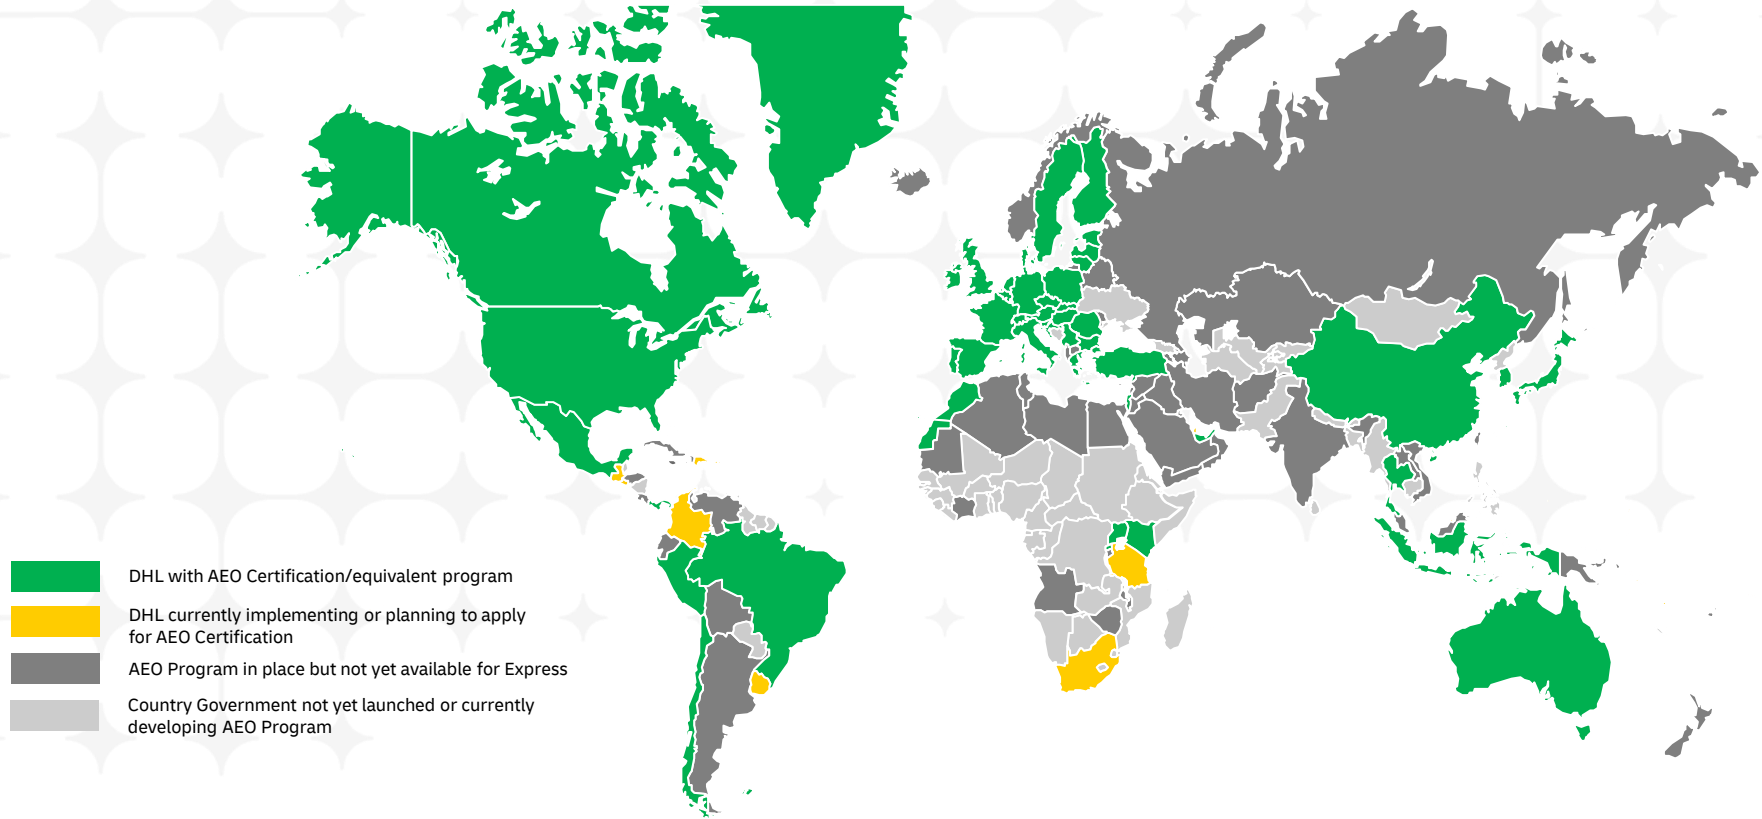 DHL with AEO Certification/equivalent program
DHL currently implementing or planning to apply
for AEO Certification
AEO Program in place but not yet available for Express
Country Government not yet launched or currently
developing AEO Program